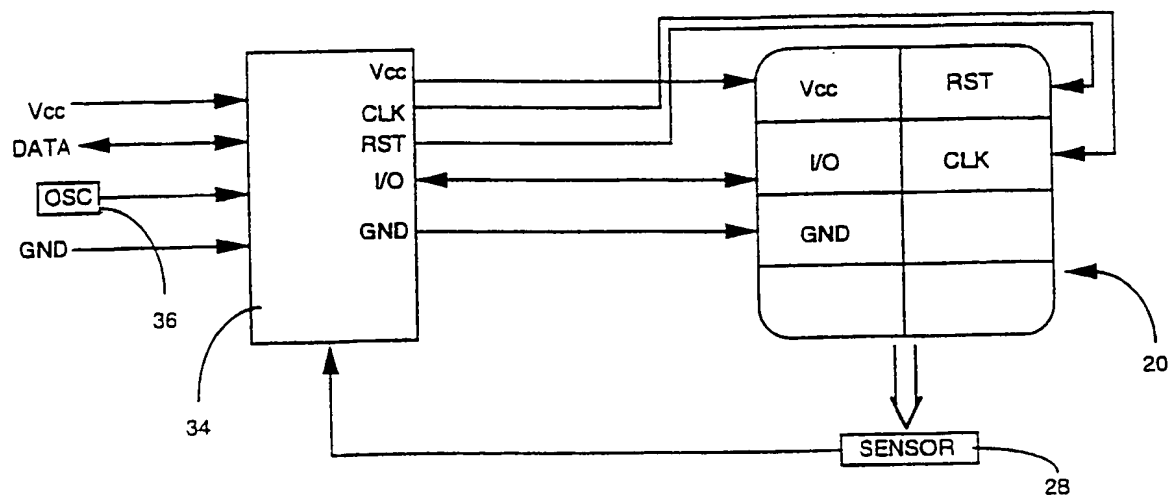 Vcc
DATA
OSC
GND
36
34
Vcc
CLK
RST
I/O
GND
Vcc
RST
I/O
CLK
GND
20
SENSOR
28